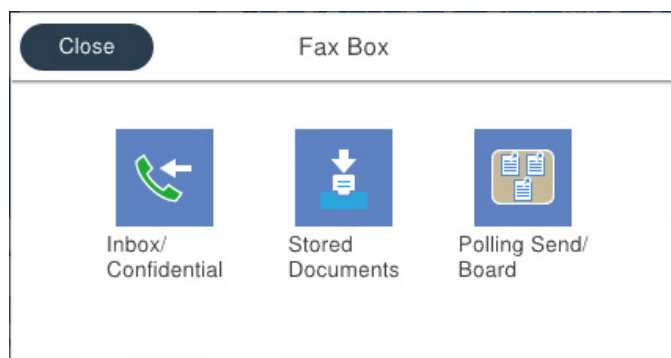 Close
Fax Box
Inbox/
Confidential
Stored
Documents
Polling Send/
Board